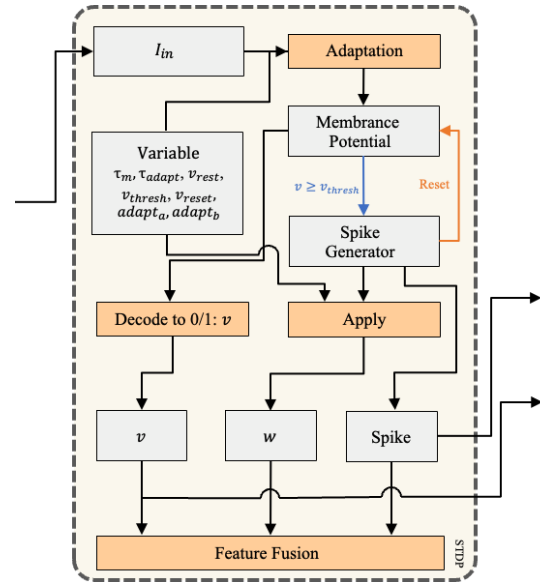 I_in
Adaptation
Variable
τ_m, τ_adapt, v_rest,
v_thresh, v_reset,
adapt_a, adapt_b
Membrance
Potential
v ≥ v_thresh
Reset
Spike
Generator
Decode to 0/1: v
Apply
v
w
Spike
Feature Fusion
STDP